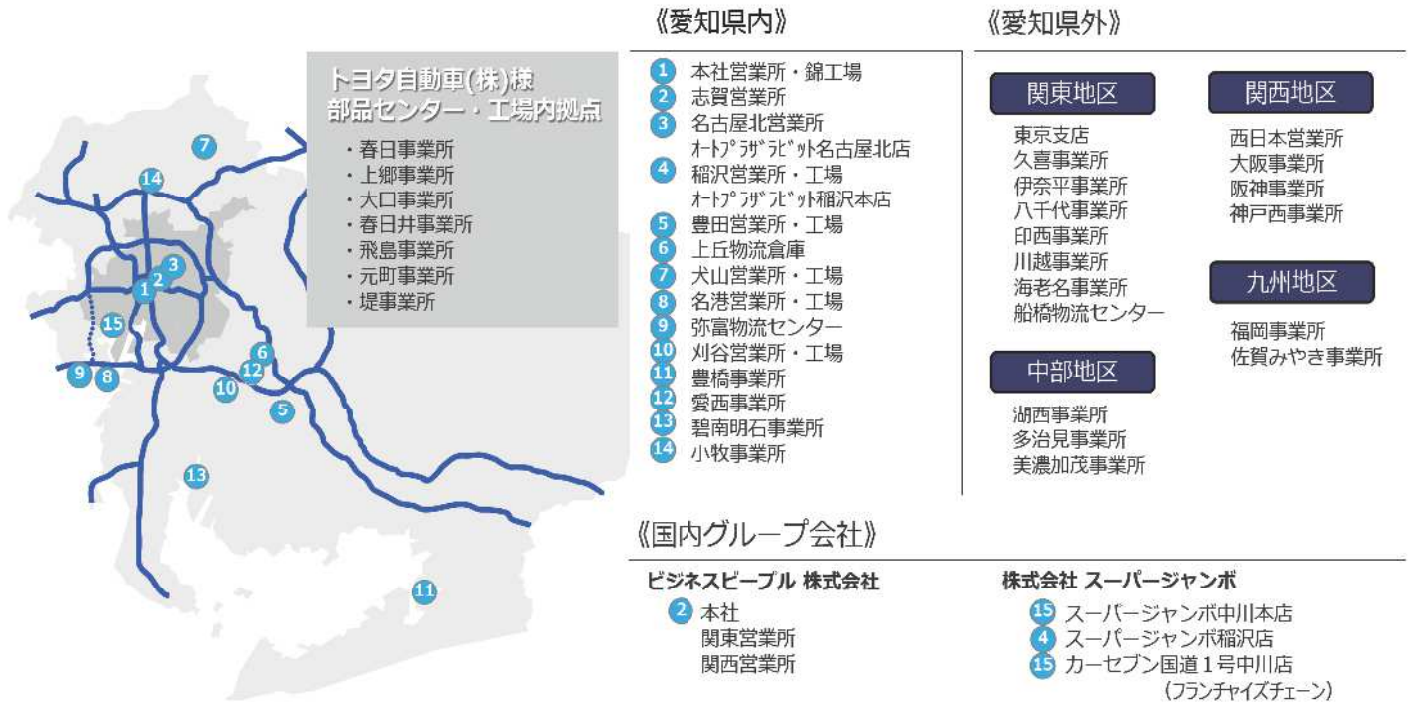 トヨタ自動車(株)様
部品センター・工場内拠点
・春日事業所
・上郷事業所
・大口事業所
・春日井事業所
・飛島事業所
・元町事業所
・堤事業所
7
14
3
2
1
15
6
12
9
8
10
5
13
11
《愛知県内》
1 本社営業所・錦工場
2 志賀営業所
3 名古屋北営業所
オートプラザラビット名古屋北店
4 稲沢営業所・工場
オートプラザラビット稲沢本店
5 豊田営業所・工場
6 上丘物流倉庫
7 犬山営業所・工場
8 名港営業所・工場
9 弥富物流センター
10 刈谷営業所・工場
11 豊橋事業所
12 愛西事業所
13 碧南明石事業所
14 小牧事業所
《愛知県外》
関東地区
東京支店
久喜事業所
伊奈平事業所
八千代事業所
印西事業所
川越事業所
海老名事業所
船橋物流センター
中部地区
湖西事業所
多治見事業所
美濃加茂事業所
関西地区
西日本営業所
大阪事業所
阪神事業所
神戸西事業所
九州地区
福岡事業所
佐賀みやき事業所
《国内グループ会社》
ビジネスピープル 株式会社
2 本社
関東営業所
関西営業所
株式会社 スーパージャンボ
15 スーパージャンボ中川本店
4 スーパージャンボ稲沢店
15 カーセブン国道1号中川店
(フランチャイズチェーン)